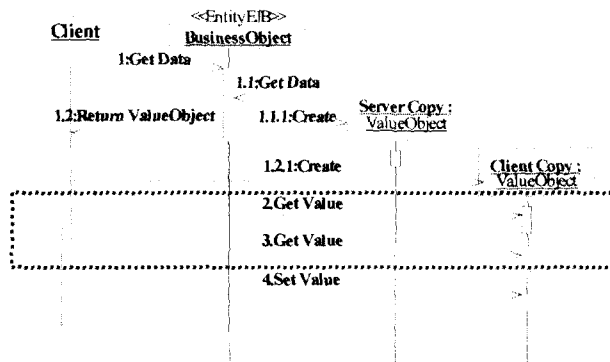 <<EntityEJB>>
Client
BusinessObject
1:Get Data
1.1:Get Data
1.2:Return ValueObject
1.1.1:Create
Server Copy :
ValueObject
1.2.1:Create
Client Copy :
ValueObject
2.Get Value
3.Get Value
4.Set Value